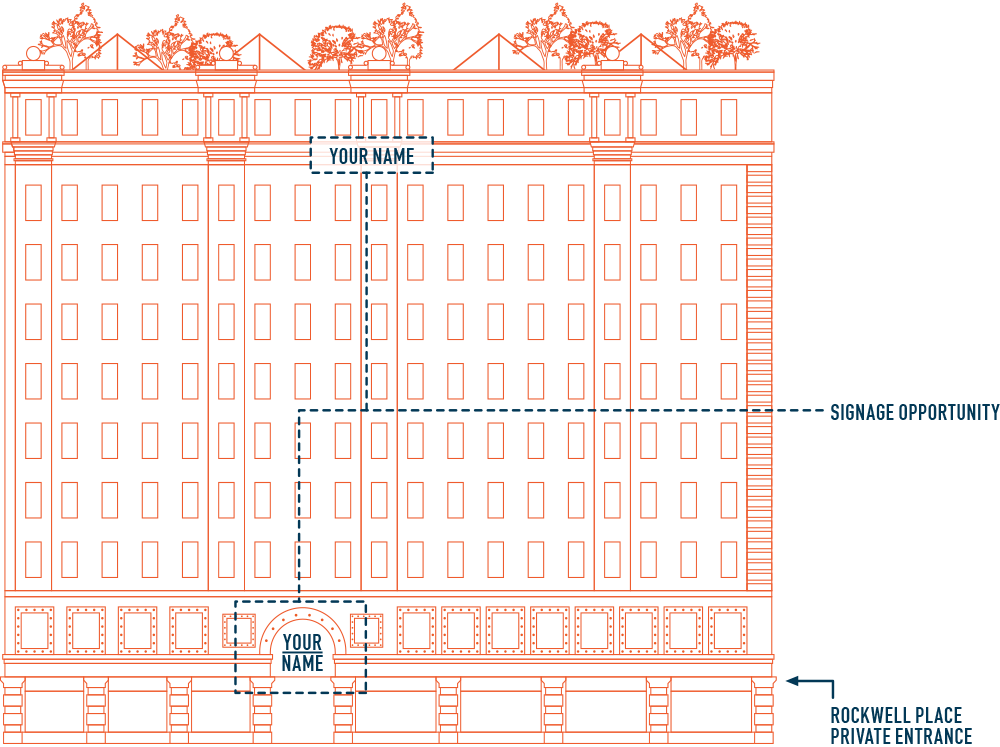 YOUR NAME
SIGNAGE OPPORTUNITY
YOUR
NAME
ROCKWELL PLACE
PRIVATE ENTRANCE